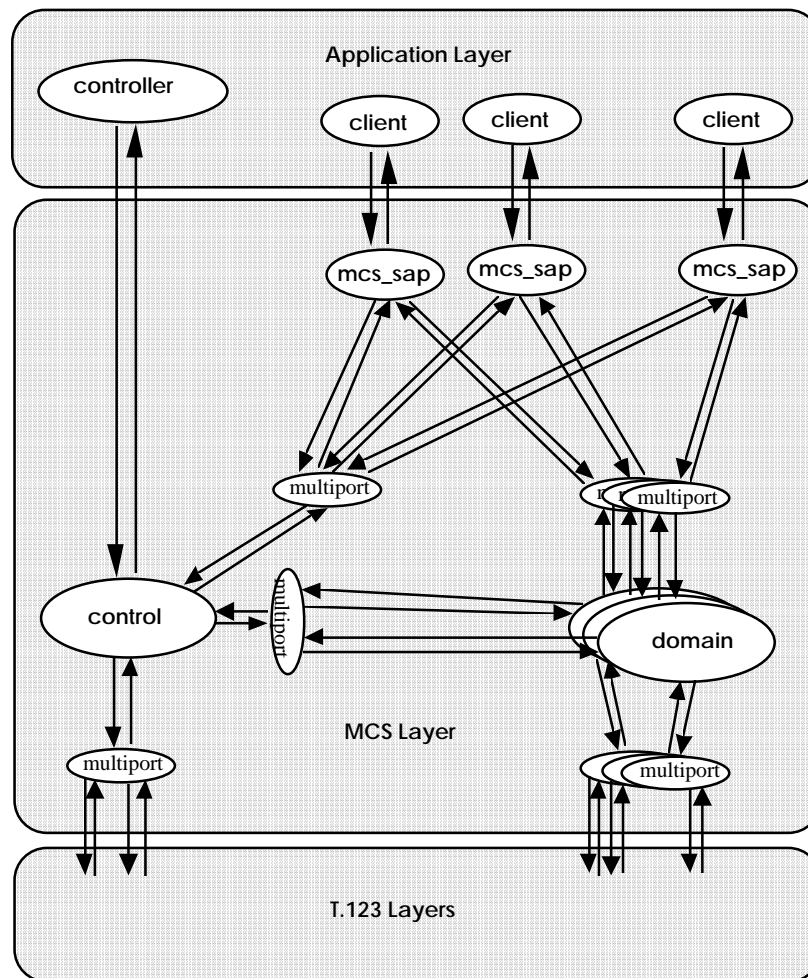 Application Layer
controller
client
client
client
mcs_sap
mcs_sap
mcs_sap
multiport
multiport
control
multiport
domain
MCS Layer
multiport
multiport
T.123 Layers